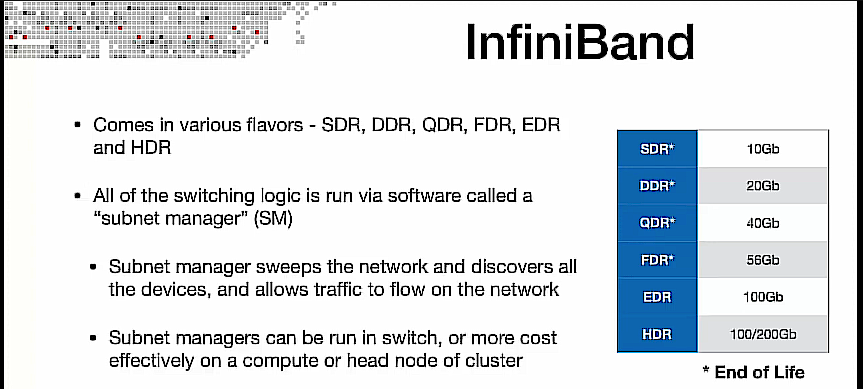 InfiniBand
▪ Comes in various flavors - SDR, DDR, QDR, FDR, EDR
and HDR
▪ All of the switching logic is run via software called a
“subnet manager” (SM)
▪ Subnet manager sweeps the network and discovers all
the devices, and allows traffic to flow on the network
▪ Subnet managers can be run in switch, or more cost
effectively on a compute or head node of cluster
SDR* 10Gb
DDR* 20Gb
QDR* 40Gb
FDR* 56Gb
EDR 100Gb
HDR 100/200Gb
* End of Life